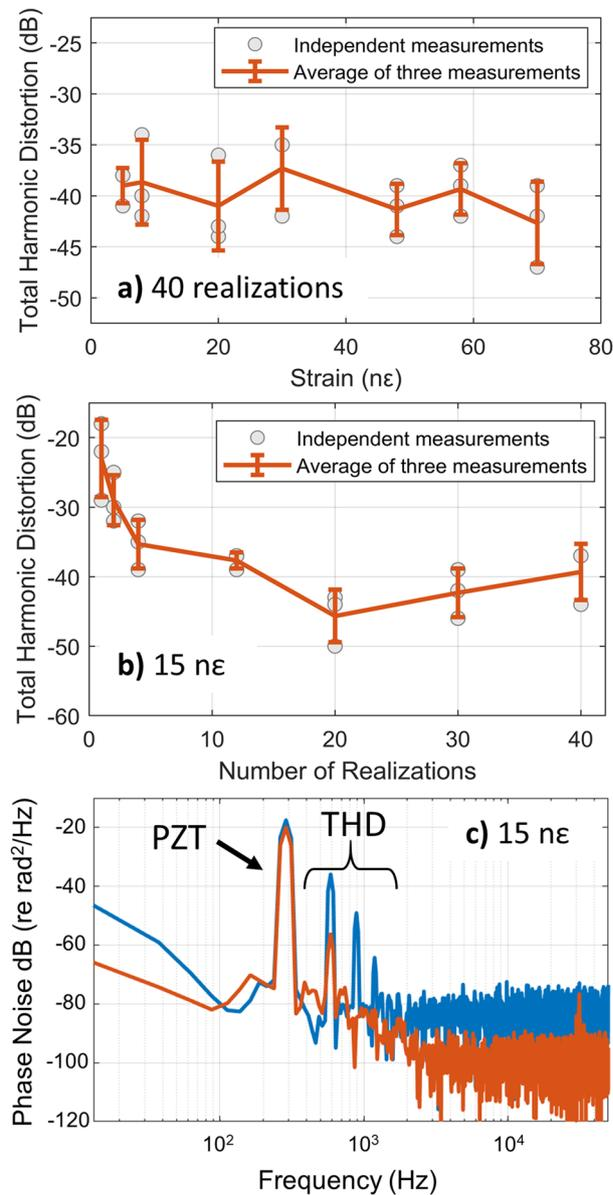 Total Harmonic Distortion (dB)
-25
-30
-35
-40
-45
-50
Independent measurements
Average of three measurements
a) 40 realizations
0 20 40 60 80
Strain (nε)
Total Harmonic Distortion (dB)
-20
-30
-40
-50
-60
Independent measurements
Average of three measurements
b) 15 nε
0 10 20 30 40
Number of Realizations
Phase Noise dB (re rad²/Hz)
-20
-40
-60
-80
-100
-120
PZT
THD
c) 15 nε
10² 10³ 10⁴
Frequency (Hz)